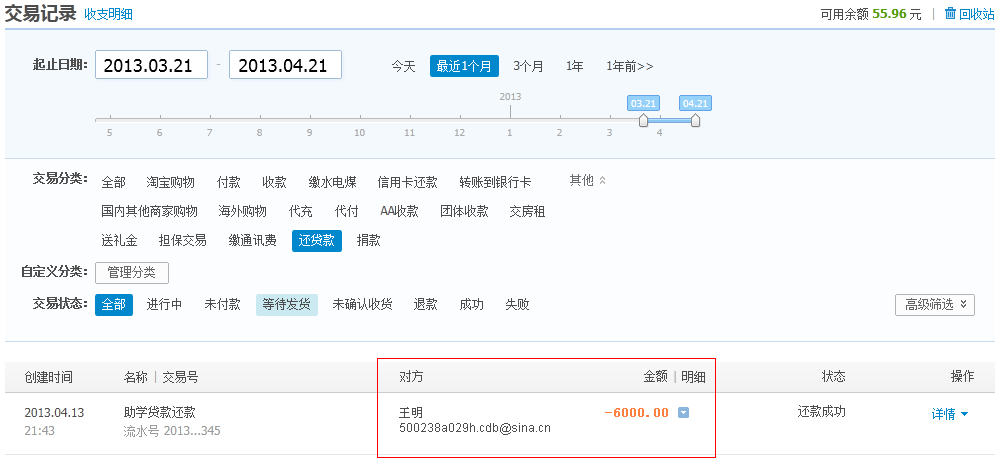 交易记录 收支明细 可用余额 55.96 元 | 回收站
起止日期: 2013.03.21 - 2013.04.21 今天 最近1个月 3个月 1年 1年前>>
2013
03.21 04.21
5 6 7 8 9 10 11 12 1 2 3 4
交易分类: 全部 淘宝购物 付款 收款 缴水电煤 信用卡还款 转账到银行卡 其他
国内其他商家购物 海外购物 代充 代付 AA收款 团体收款 交房租
送礼金 担保交易 缴通讯费 还贷款 捐款
自定义分类: 管理分类
交易状态: 全部 进行中 未付款 等待发货 未确认收货 退款 成功 失败 高级筛选
创建时间 名称 | 交易号 对方 金额 | 明细 状态 操作
2013.04.13 助学贷款还款 王明 -6000.00 还款成功 详情
21:43 流水号 2013...345 500238a029h.cdb@sina.cn